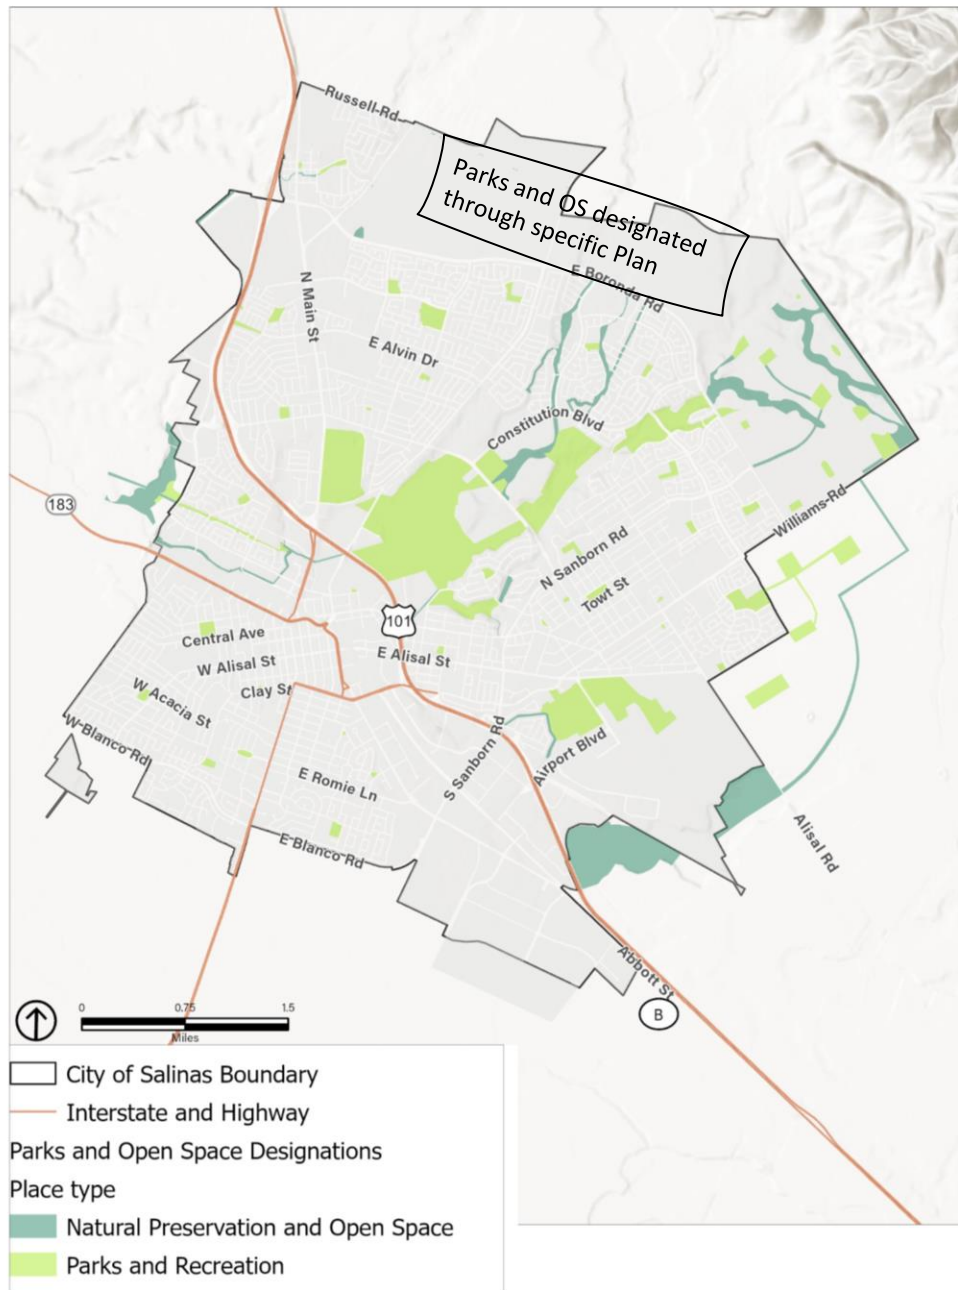 Russell Rd
Parks and OS designated
through specific Plan
E Boronda Rd
N Main St
E Alvin Dr
Constitution Blvd
183
Williams Rd
N Sanborn Rd
Towt St
101
Central Ave
W Alisal St
E Alisal St
Clay St
W Acacia St
W Blanco Rd
S Sanborn Rd
Airport Blvd
E Romie Ln
E Blanco Rd
Alisal Rd
Abbott St
B
0 0.75 1.5
Miles
City of Salinas Boundary
Interstate and Highway
Parks and Open Space Designations
Place type
Natural Preservation and Open Space
Parks and Recreation